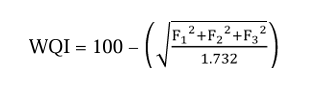 WQI = 100 – (√(F₁²+F₂²+F₃²/1.732))